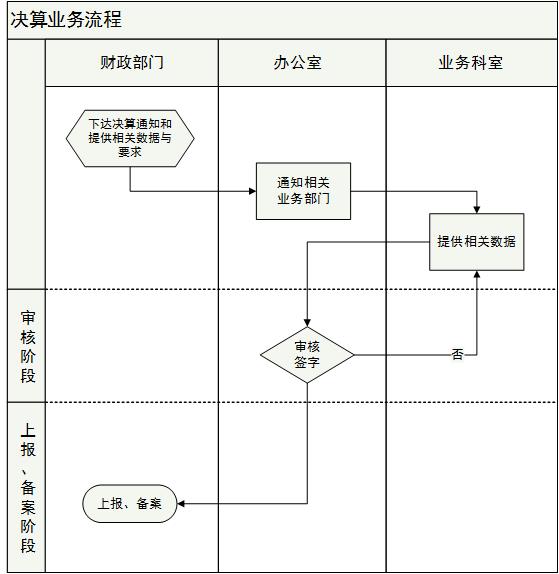 决算业务流程
财政部门
办公室
业务科室
下达决算通知和
提供相关数据与
要求
通知相关
业务部门
提供相关数据
审核阶段
审核
签字
否
上报、备案阶段
上报、备案